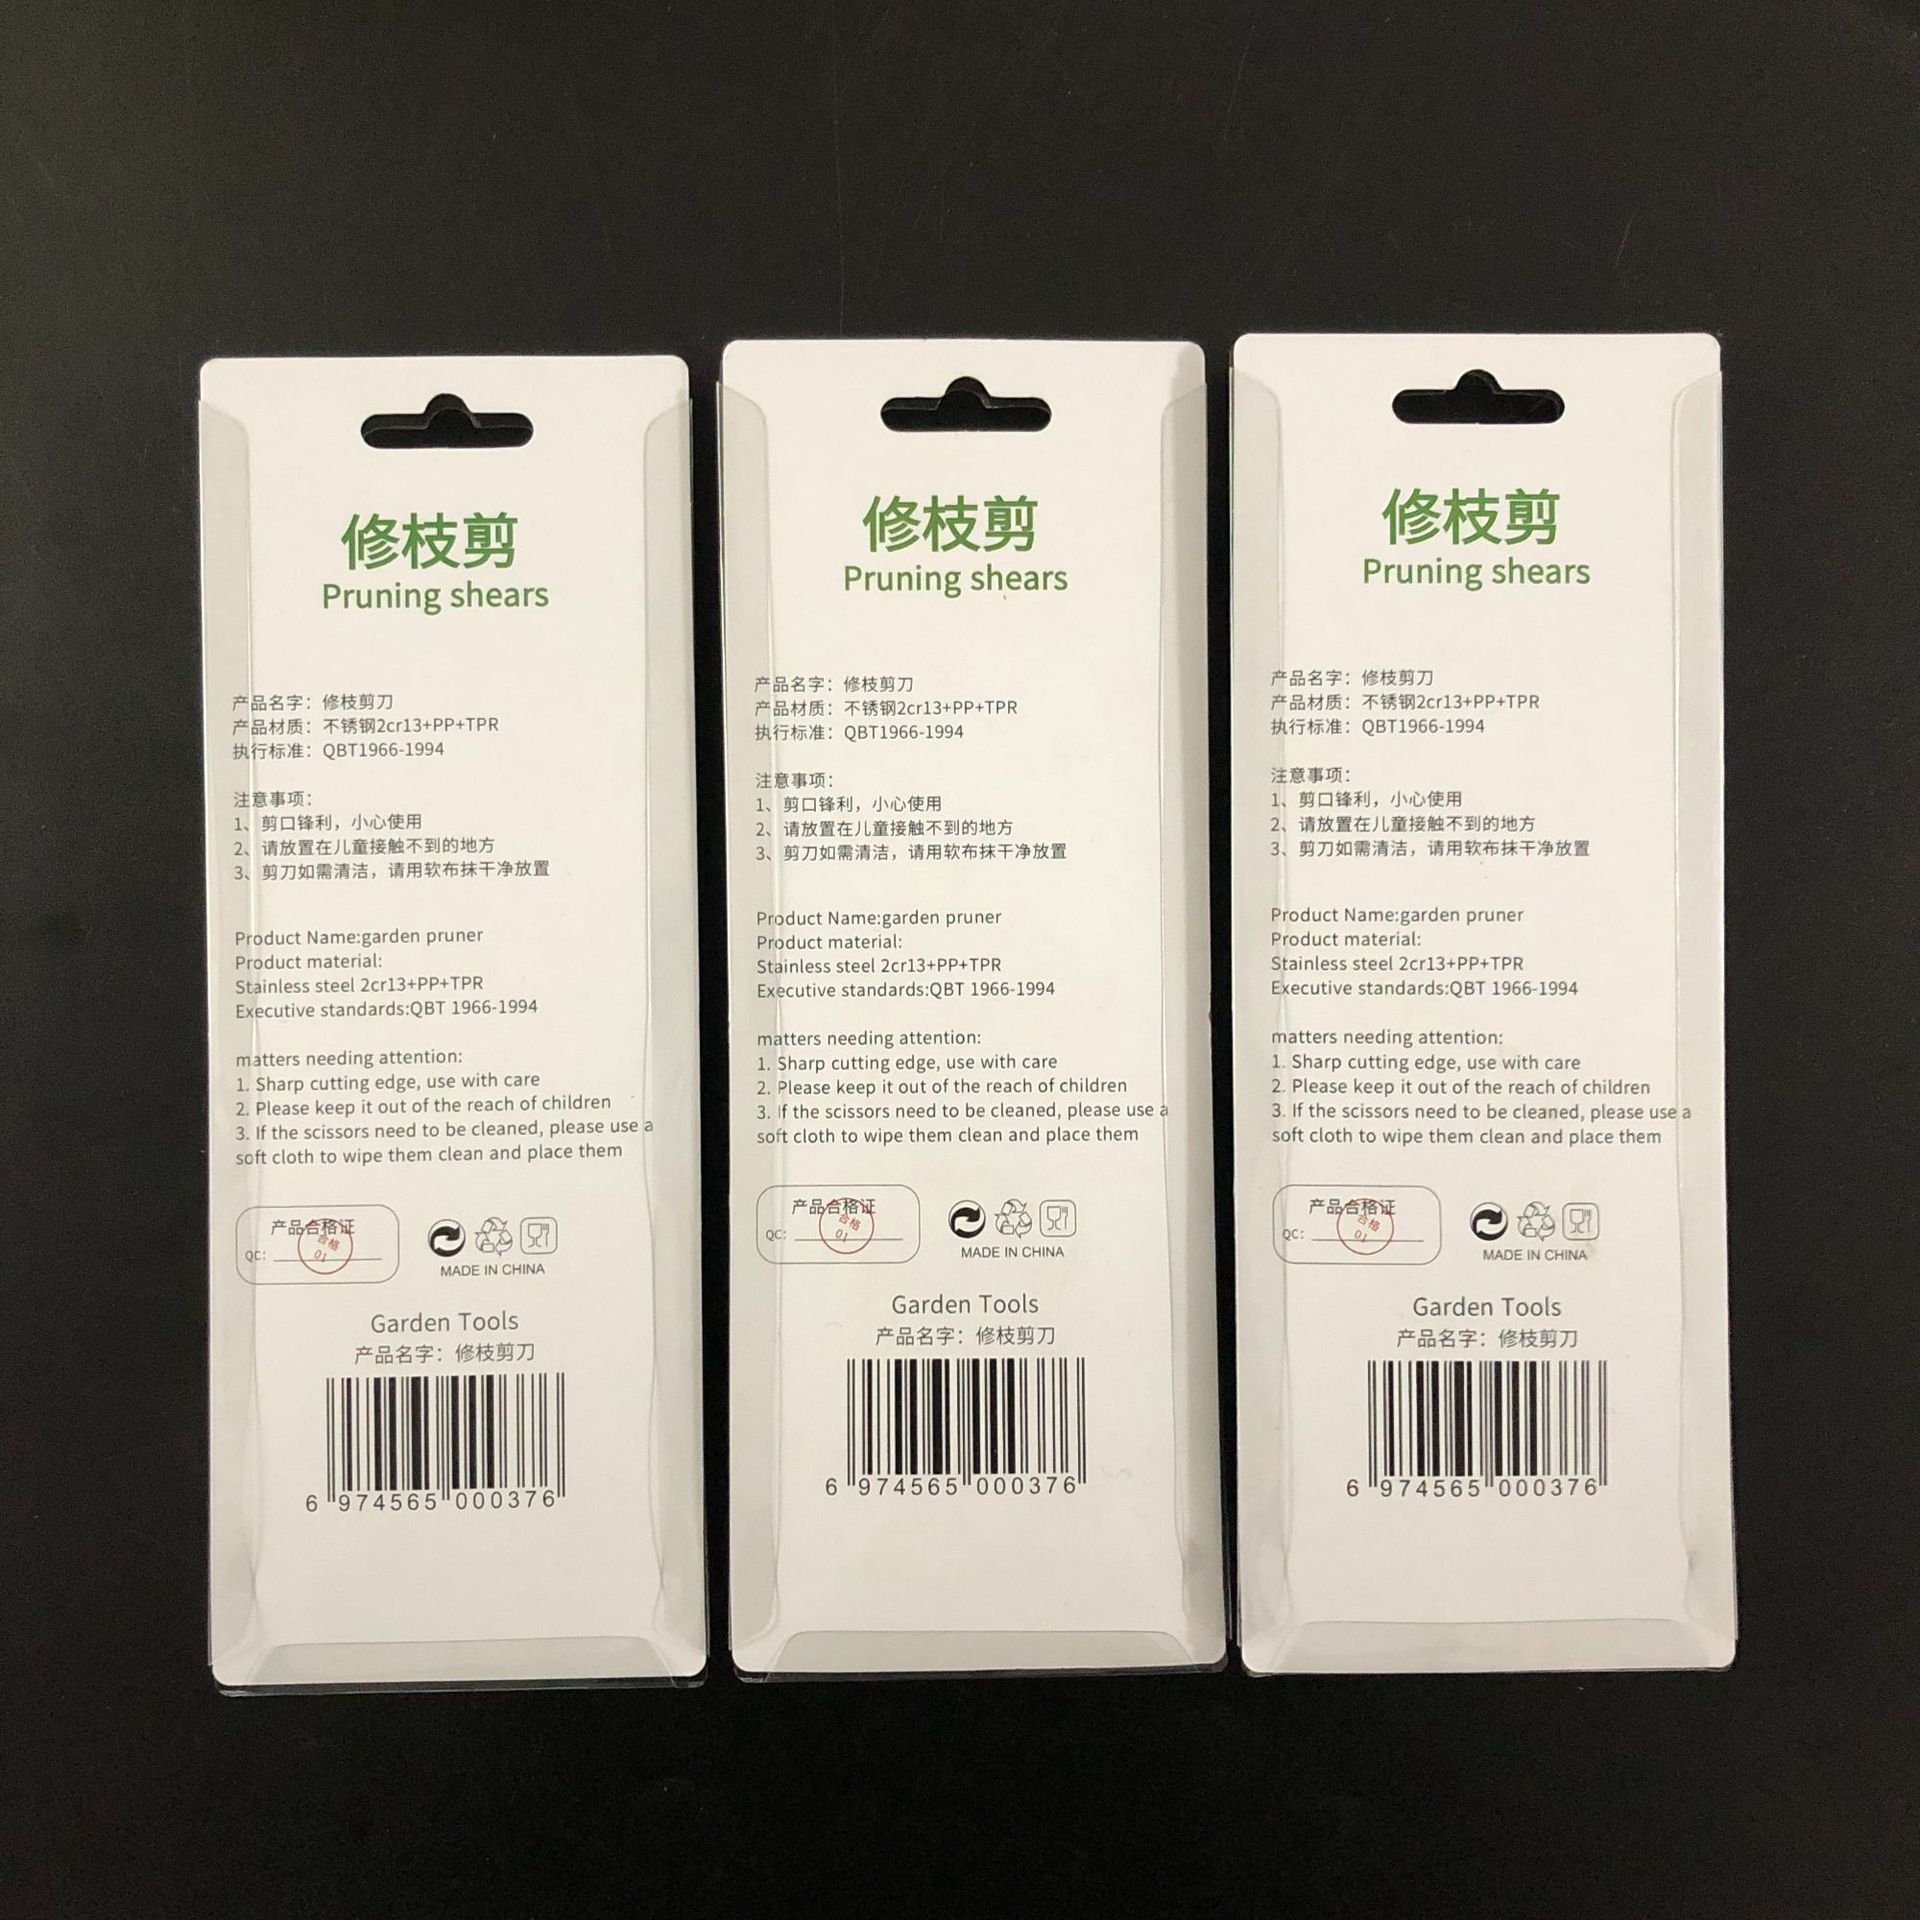 修枝剪
Pruning shears
产品名字：修枝剪刀
产品材质：不锈钢2cr13+PP+TPR
执行标准：QBT1966-1994
注意事项：
1、剪口锋利，小心使用
2、请放置在儿童接触不到的地方
3、剪刀如需清洁，请用软布抹干净放置
Product Name:garden pruner
Product material:
Stainless steel 2cr13+PP+TPR
Executive standards:QBT 1966-1994
matters needing attention:
1. Sharp cutting edge, use with care
2. Please keep it out of the reach of children
3. If the scissors need to be cleaned, please use a
soft cloth to wipe them clean and place them
产品合格证
合格
QC:
01
MADE IN CHINA
Garden Tools
产品名字：修枝剪刀
6 974565 000376
修枝剪
Pruning shears
产品名字：修枝剪刀
产品材质：不锈钢2cr13+PP+TPR
执行标准：QBT1966-1994
注意事项：
1、剪口锋利，小心使用
2、请放置在儿童接触不到的地方
3、剪刀如需清洁，请用软布抹干净放置
Product Name:garden pruner
Product material:
Stainless steel 2cr13+PP+TPR
Executive standards:QBT 1966-1994
matters needing attention:
1. Sharp cutting edge, use with care
2. Please keep it out of the reach of children
3. If the scissors need to be cleaned, please use a
soft cloth to wipe them clean and place them
产品合格证
合格
QC:
01
MADE IN CHINA
Garden Tools
产品名字：修枝剪刀
6 974565 000376
修枝剪
Pruning shears
产品名字：修枝剪刀
产品材质：不锈钢2cr13+PP+TPR
执行标准：QBT1966-1994
注意事项：
1、剪口锋利，小心使用
2、请放置在儿童接触不到的地方
3、剪刀如需清洁，请用软布抹干净放置
Product Name:garden pruner
Product material:
Stainless steel 2cr13+PP+TPR
Executive standards:QBT 1966-1994
matters needing attention:
1. Sharp cutting edge, use with care
2. Please keep it out of the reach of children
3. If the scissors need to be cleaned, please use a
soft cloth to wipe them clean and place them
产品合格证
合格
QC:
01
MADE IN CHINA
Garden Tools
产品名字：修枝剪刀
6 974565 000376